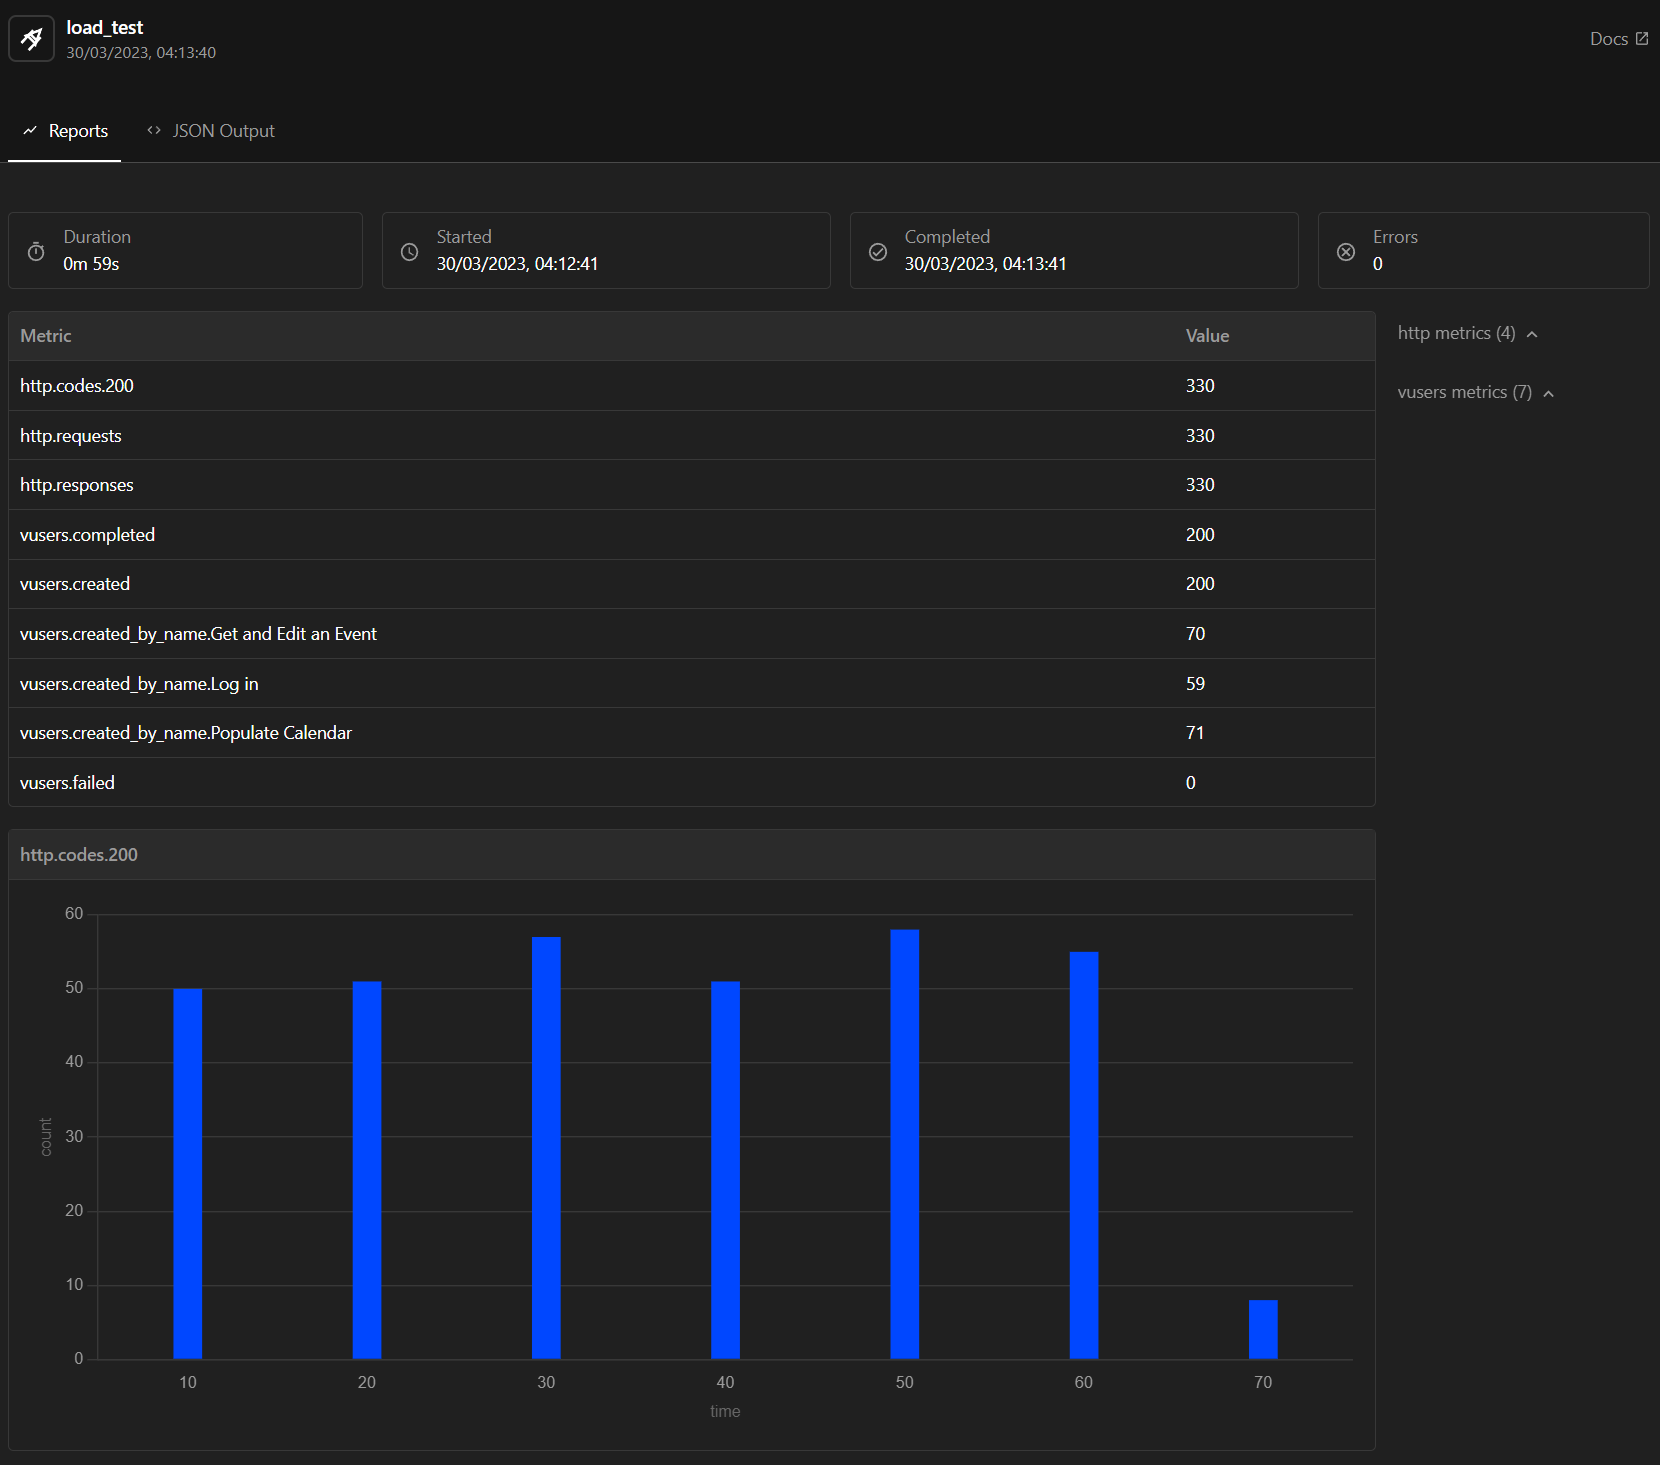 load_test
30/03/2023, 04:13:40
Docs
Reports
JSON Output
Duration
0m 59s
Started
30/03/2023, 04:12:41
Completed
30/03/2023, 04:13:41
Errors
0
Metric Value
http.codes.200 330
http.requests 330
http.responses 330
vusers.completed 200
vusers.created 200
vusers.created_by_name.Get and Edit an Event 70
vusers.created_by_name.Log in 59
vusers.created_by_name.Populate Calendar 71
vusers.failed 0
http metrics (4)
vusers metrics (7)
http.codes.200
60
50
40
30
20
10
0
count
10 20 30 40 50 60 70
time